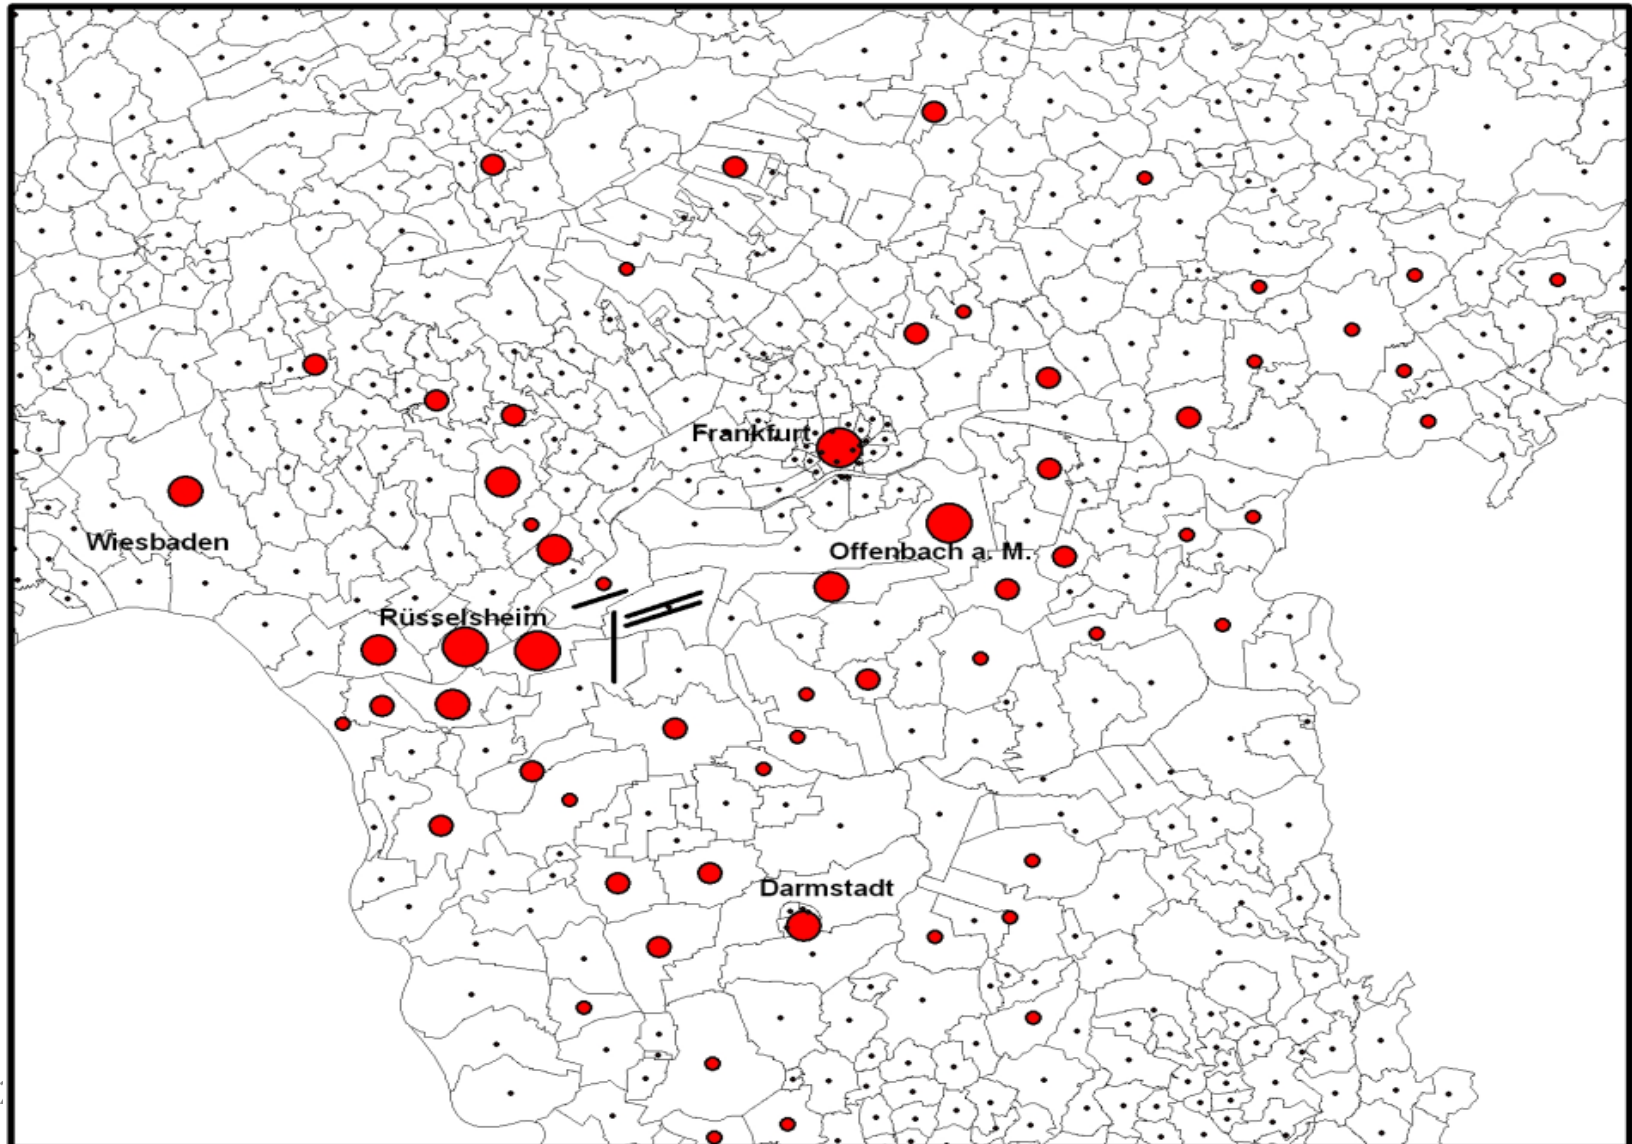 Frankfurt
Wiesbaden
Offenbach a. M.
Rüsselsheim
Darmstadt